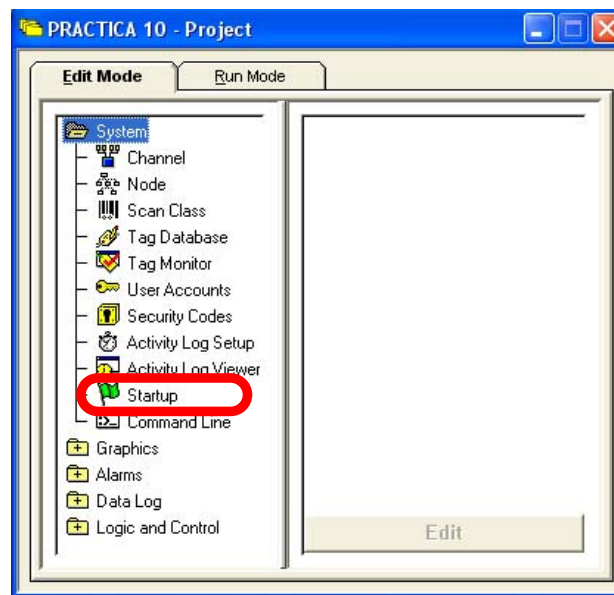 PRACTICA 10 - Project
Edit Mode
Run Mode
System
Channel
Node
Scan Class
Tag Database
Tag Monitor
User Accounts
Security Codes
Activity Log Setup
Activity Log Viewer
Startup
Command Line
Graphics
Alarms
Data Log
Logic and Control
Edit